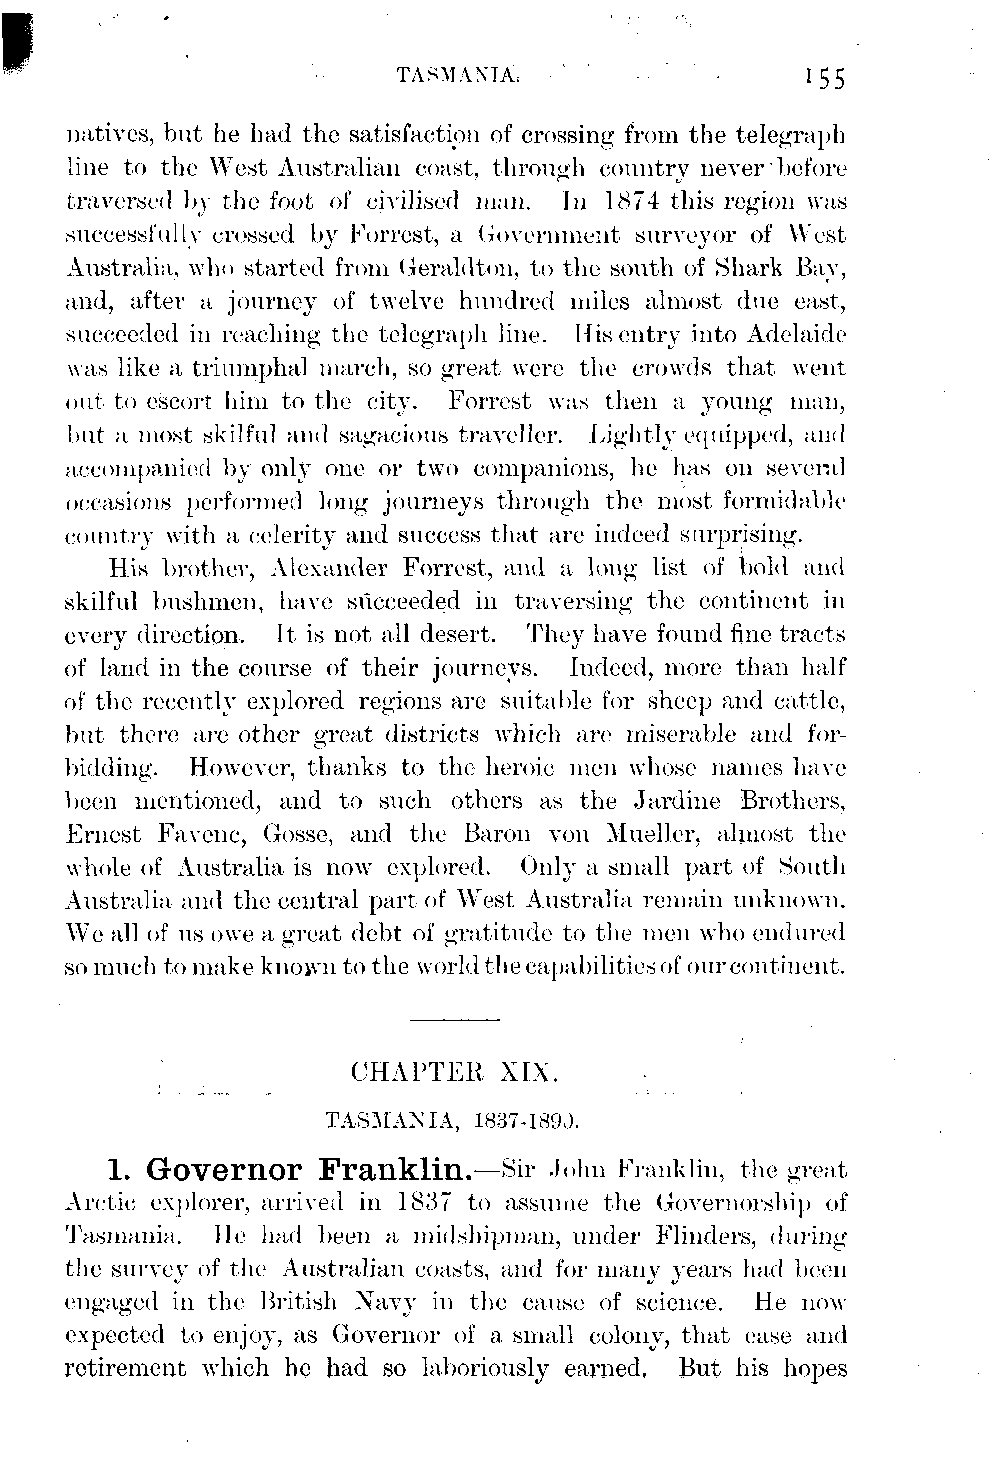 TASMANIA. 155
natives, but he had the satisfaction of crossing from the telegraph
line to the West Australian coast, through country never before
traversed by the foot of civilised man. In 1874 this region was
successfully crossed by Forrest, a Government surveyor of West
Australia, who started from Geraldton, to the south of Shark Bay,
and, after a journey of twelve hundred miles almost due east,
succeeded in reaching the telegraph line. His entry into Adelaide
was like a triumphal march, so great were the crowds that went
out to escort him to the city. Forrest was then a young man,
but a most skilful and sagacious traveller. Lightly equipped, and
accompanied by only one or two companions, he has on several
occasions performed long journeys through the most formidable
country with a celerity and success that are indeed surprising.
His brother, Alexander Forrest, and a long list of bold and
skilful bushmen, have succeeded in traversing the continent in
every direction. It is not all desert. They have found fine tracts
of land in the course of their journeys. Indeed, more than half
of the recently explored regions are suitable for sheep and cattle,
but there are other great districts which are miserable and for-
bidding. However, thanks to the heroic men whose names have
been mentioned, and to such others as the Jardine Brothers,
Ernest Favenc, Gosse, and the Baron von Mueller, almost the
whole of Australia is now explored. Only a small part of South
Australia and the central part of West Australia remain unknown.
We all of us owe a great debt of gratitude to the men who endured
so much to make known to the world the capabilities of our continent.
CHAPTER XIX.
TASMANIA, 1837-1890.
1. Governor Franklin.—Sir John Franklin, the great
Arctic explorer, arrived in 1837 to assume the Governorship of
Tasmania. He had been a midshipman, under Flinders, during
the survey of the Australian coasts, and for many years had been
engaged in the British Navy in the cause of science. He now
expected to enjoy, as Governor of a small colony, that ease and
retirement which he had so laboriously earned. But his hopes